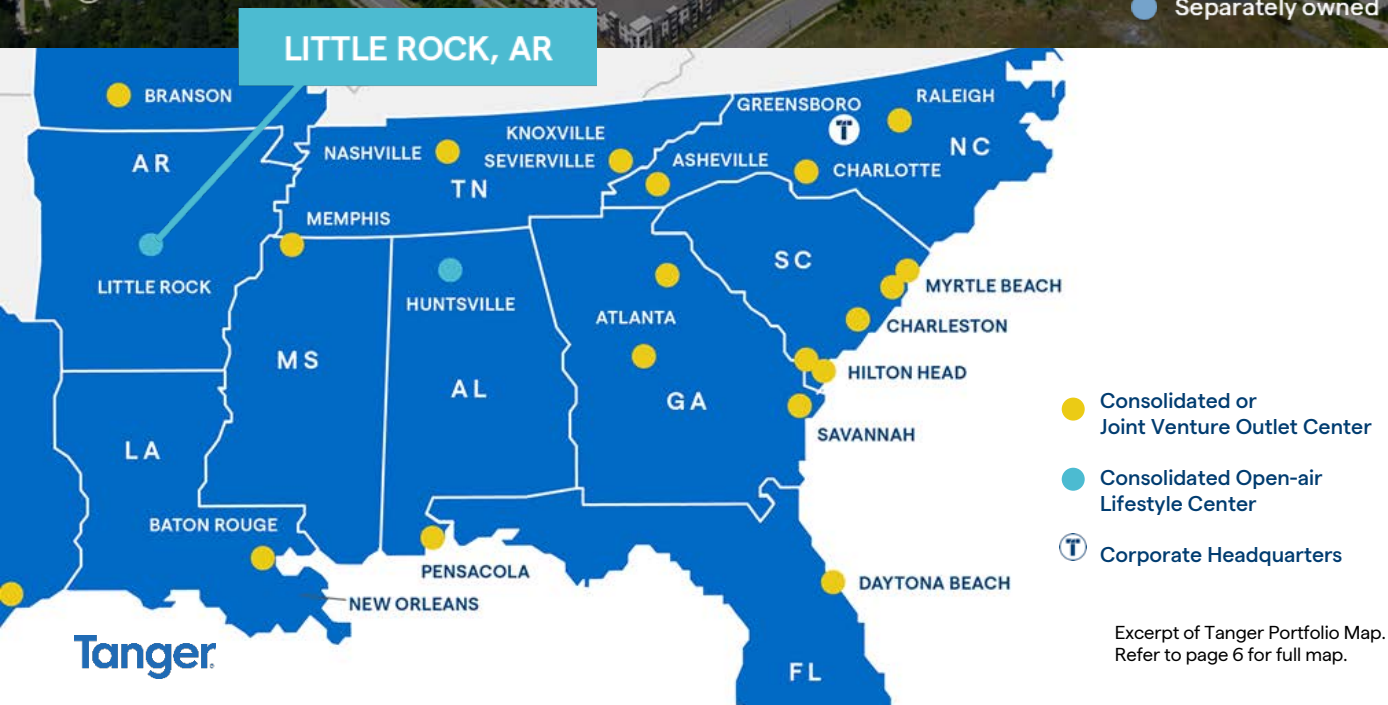 Separately owned
LITTLE ROCK, AR
BRANSON
GREENSBORO
RALEIGH
T
KNOXVILLE
NASHVILLE
SEVIERVILLE
ASHEVILLE
NC
AR
CHARLOTTE
TN
MEMPHIS
SC
LITTLE ROCK
HUNTSVILLE
MYRTLE BEACH
ATLANTA
CHARLESTON
MS
HILTON HEAD
AL
GA
SAVANNAH
LA
BATON ROUGE
PENSACOLA
DAYTONA BEACH
NEW ORLEANS
FL
Consolidated or
Joint Venture Outlet Center
Consolidated Open-air
Lifestyle Center
T Corporate Headquarters
Excerpt of Tanger Portfolio Map.
Refer to page 6 for full map.
Tanger